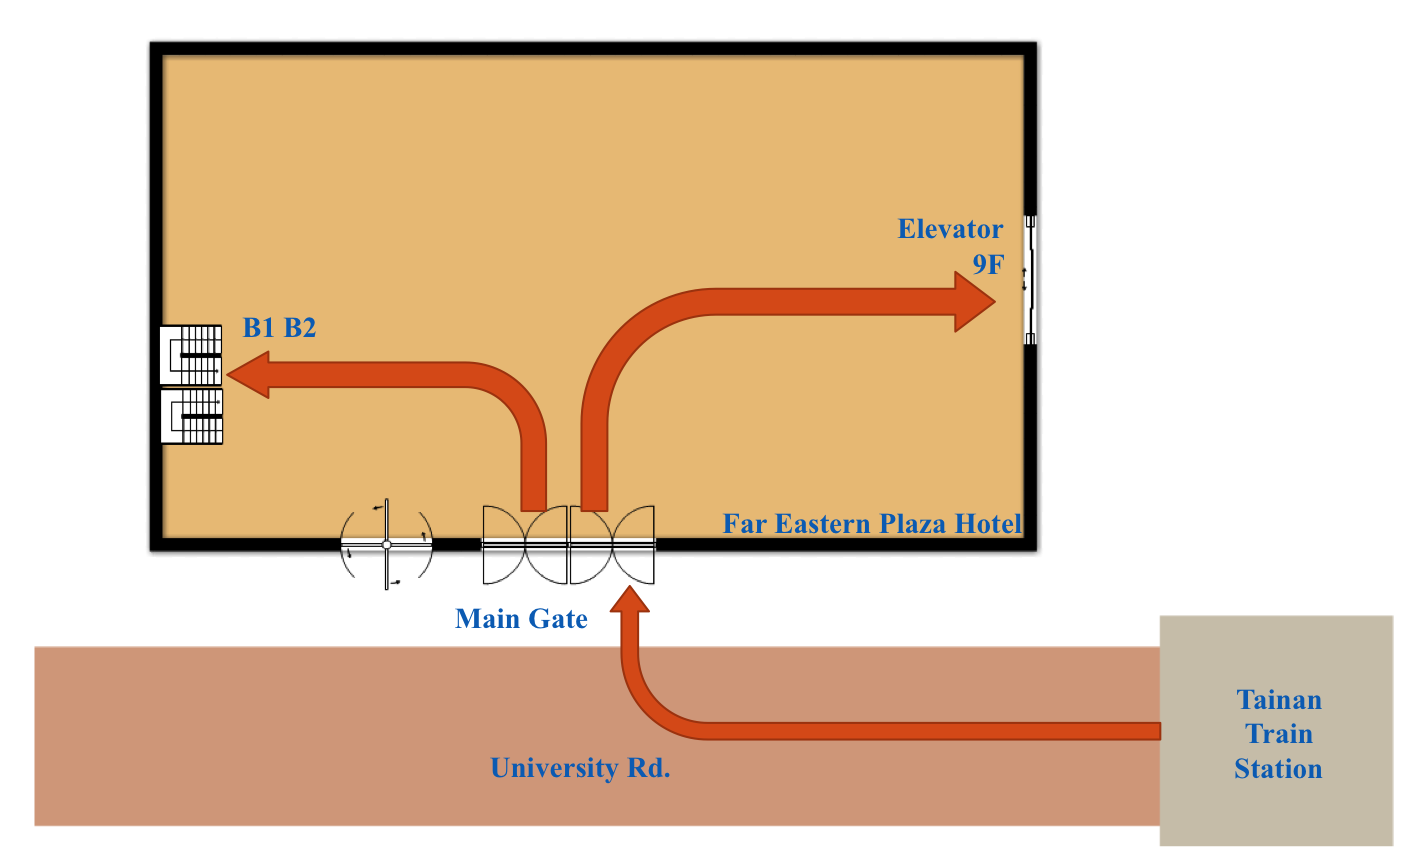 Elevator
9F
B1 B2
Far Eastern Plaza Hotel
Main Gate
Tainan
Train
Station
University Rd.